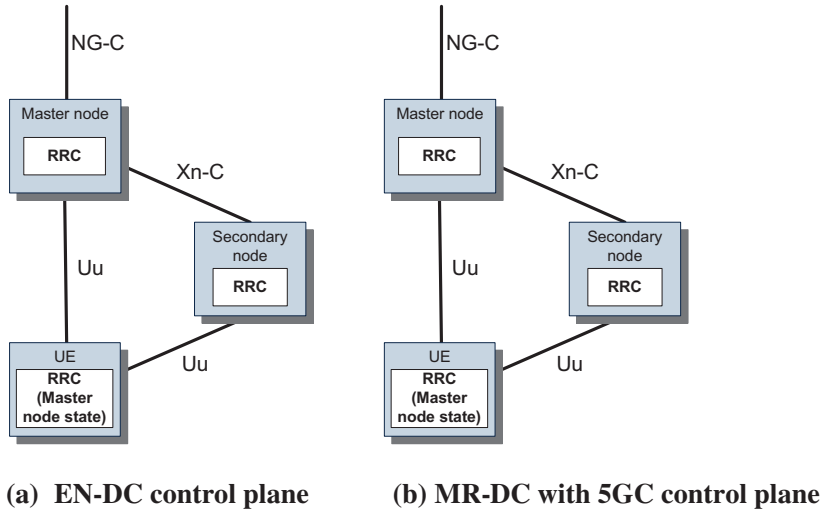 NG-C
Master node
RRC
Xn-C
Uu
Secondary
node
RRC
UE
RRC
(Master
node state)
Uu
(a) EN-DC control plane
NG-C
Master node
RRC
Xn-C
Uu
Secondary
node
RRC
UE
RRC
(Master
node state)
Uu
(b) MR-DC with 5GC control plane